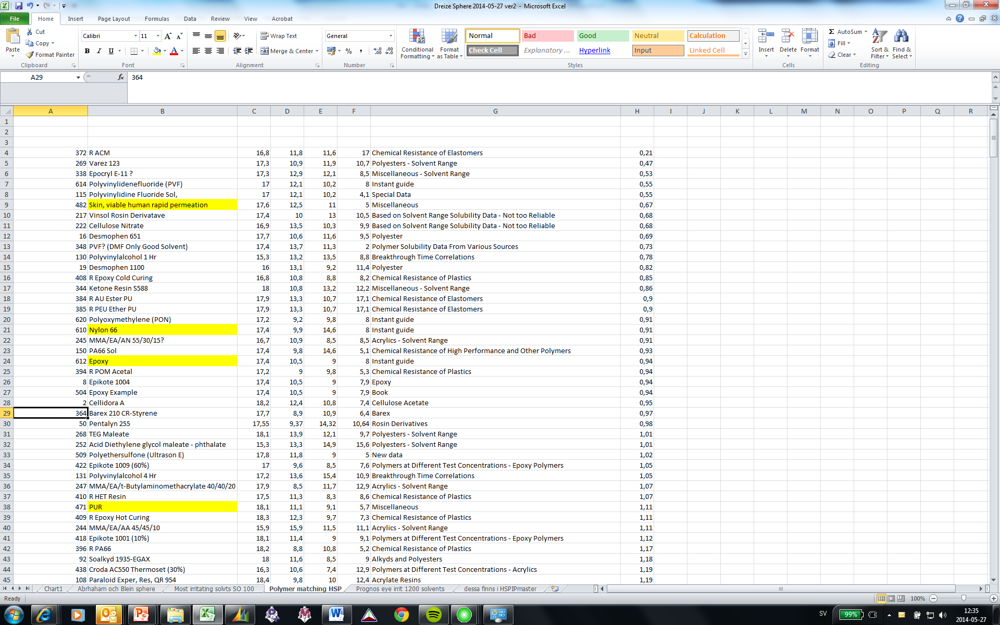 Dreize Sphere 2014-05-27 ver2 - Microsoft Excel
File Home Insert Page Layout Formulas Data Review View Acrobat
Paste Cut Copy Format Painter Clipboard
Calibri 11 A A B I U A Font
Wrap Text Merge & Center Alignment
General % , Number
Conditional Formatting Format as Table
Normal Bad Good Neutral Calculation
Check Cell Explanatory ... Hyperlink Input Linked Cell
Styles
Insert Delete Format Cells
Σ AutoSum Fill Clear Sort & Filter Find & Select Editing
A29 fx 364
A B C D E F G H I J K L M N O P Q R
1
2
3
4 372 R ACM 16,8 11,8 11,6 17 Chemical Resistance of Elastomers 0,21
5 269 Varez 123 17,3 10,9 11,9 10,7 Polyesters - Solvent Range 0,47
6 338 Epocryl E-11 ? 17,3 12,9 12,1 8,5 Miscellaneous - Solvent Range 0,53
7 614 Polyvinylidenefluoride (PVF) 17 12,1 10,2 8 Instant guide 0,55
8 115 Polyvinylidine Fluoride Sol, 17 12,1 10,2 4,1 Special Data 0,55
9 482 Skin, viable human rapid permeation 17,6 12,5 11 5 Miscellaneous 0,67
10 217 Vinsol Rosin Derivatave 17,4 10 13 10,5 Based on Solvent Range Solubility Data - Not too Reliable 0,68
11 222 Cellulose Nitrate 16,9 13,5 10,3 9,9 Based on Solvent Range Solubility Data - Not too Reliable 0,68
12 16 Desmophen 651 17,7 10,6 11,6 9,5 Polyester 0,69
13 348 PVF? (DMF Only Good Solvent) 17,4 13,7 11,3 2 Polymer Solubility Data From Various Sources 0,73
14 130 Polyvinylalcohol 1 Hr 15,3 13,2 13,5 8,8 Breakthrough Time Correlations 0,78
15 19 Desmophen 1100 16 13,1 9,2 11,4 Polyester 0,82
16 408 R Epoxy Cold Curing 16,8 10,8 8,8 8,2 Chemical Resistance of Plastics 0,85
17 344 Ketone Resin S588 18 10,8 13,2 12,2 Miscellaneous - Solvent Range 0,86
18 384 R AU Ester PU 17,9 13,3 10,7 17,1 Chemical Resistance of Elastomers 0,9
19 385 R PEU Ether PU 17,9 13,3 10,7 17,1 Chemical Resistance of Elastomers 0,9
20 620 Polyoxymethylene (PON) 17,2 9,2 9,8 8 Instant guide 0,91
21 610 Nylon 66 17,4 9,9 14,6 8 Instant guide 0,91
22 245 MMA/EA/AN 55/30/15? 16,7 10,9 8,5 8,5 Acrylics - Solvent Range 0,91
23 150 PA66 Sol 17,4 9,8 14,6 5,1 Chemical Resistance of High Performance and Other Polymers 0,93
24 612 Epoxy 17,4 10,5 9 8 Instant guide 0,94
25 394 R POM Acetal 17,2 9 9,8 5,3 Chemical Resistance of Plastics 0,94
26 8 Epikote 1004 17,4 10,5 9 7,9 Epoxy 0,94
27 504 Epoxy Example 17,4 10,5 9 7,9 Book 0,94
28 2 Cellidora A 18,2 12,4 10,8 7,4 Cellulose Acetate 0,95
29 364 Barex 210 CR-Styrene 17,7 8,9 10,9 6,4 Barex 0,97
30 50 Pentalyn 255 17,55 9,37 14,32 10,64 Rosin Derivatives 0,98
31 268 TEG Maleate 18,1 13,9 12,1 9,7 Polyesters - Solvent Range 1,01
32 252 Acid Diethylene glycol maleate - phthalate 15,3 13,3 14,9 15,6 Polyesters - Solvent Range 1,01
33 509 Polyethersulfone (Ultrason E) 17,8 11,8 9 5 New data 1,02
34 422 Epikote 1009 (60%) 17 9,6 8,5 7,6 Polymers at Different Test Concentrations - Epoxy Polymers 1,05
35 131 Polyvinylalcohol 4 Hr 17,2 13,6 15,4 10,9 Breakthrough Time Correlations 1,05
36 247 MMA/EA/t-Butylaminomethacrylate 40/40/20 17,9 8,5 11,7 12,9 Acrylics - Solvent Range 1,07
37 410 R HET Resin 17,5 11,3 8,3 8,6 Chemical Resistance of Plastics 1,07
38 471 PUR 18,1 11,1 9,1 5,7 Miscellaneous 1,11
39 409 R Epoxy Hot Curing 18,3 12,3 9,7 7,3 Chemical Resistance of Plastics 1,11
40 244 MMA/EA/AA 45/45/10 15,9 15,9 11,5 11,1 Acrylics - Solvent Range 1,11
41 418 Epikote 1001 (10%) 18,1 11,4 9 9,1 Polymers at Different Test Concentrations - Epoxy Polymers 1,12
42 396 R PA66 18,2 8,8 10,8 5,2 Chemical Resistance of Plastics 1,17
43 92 Soalkyd 1935-EGAX 18 11,6 8,5 9 Alkyds and Polyesters 1,18
44 438 Croda AC550 Thermoset (30%) 16,3 10,6 7,4 12,9 Polymers at Different Test Concentrations - Acrylics 1,19
45 108 Paraloid Exper, Res, QR 954 18,4 9,8 10 12,4 Acrylate Resins 1,19
Chart1 Abrhaham och Blein sphere Most irritating solvts SO 100 Polymer matching HSP Prognos eye irrit 1200 solvents dessa finns i HSPIPmaster
Ready 100%
SV 99% 12:35
2014-05-27